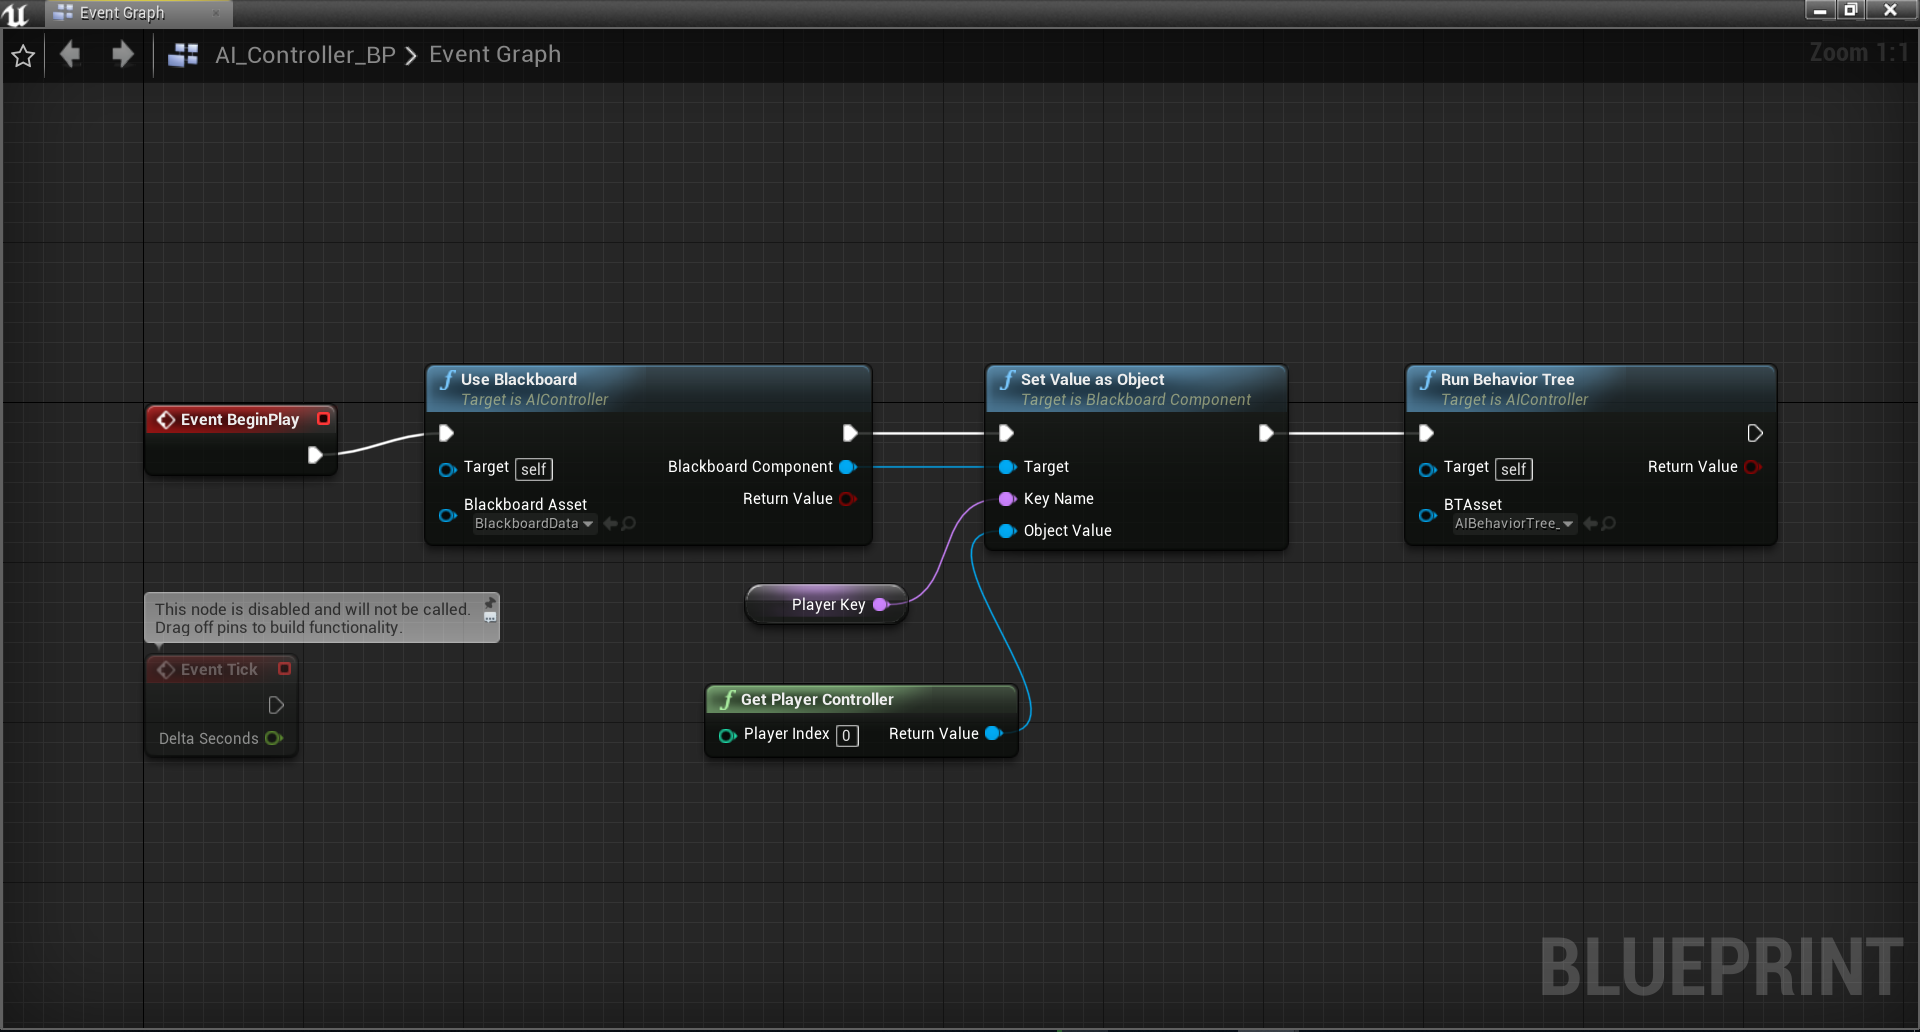 Event Graph
AI_Controller_BP > Event Graph
Zoom 1:1
Use Blackboard
Target is AIController
Target self
Blackboard Component
Blackboard Asset
BlackboardData
Return Value
Set Value as Object
Target is Blackboard Component
Target
Key Name
Object Value
Run Behavior Tree
Target is AIController
Target self
Return Value
BTAsset
AIBehaviorTree_
Event BeginPlay
Player Key
This node is disabled and will not be called.
Drag off pins to build functionality.
Event Tick
Delta Seconds
Get Player Controller
Player Index 0
Return Value
BLUEPRINT